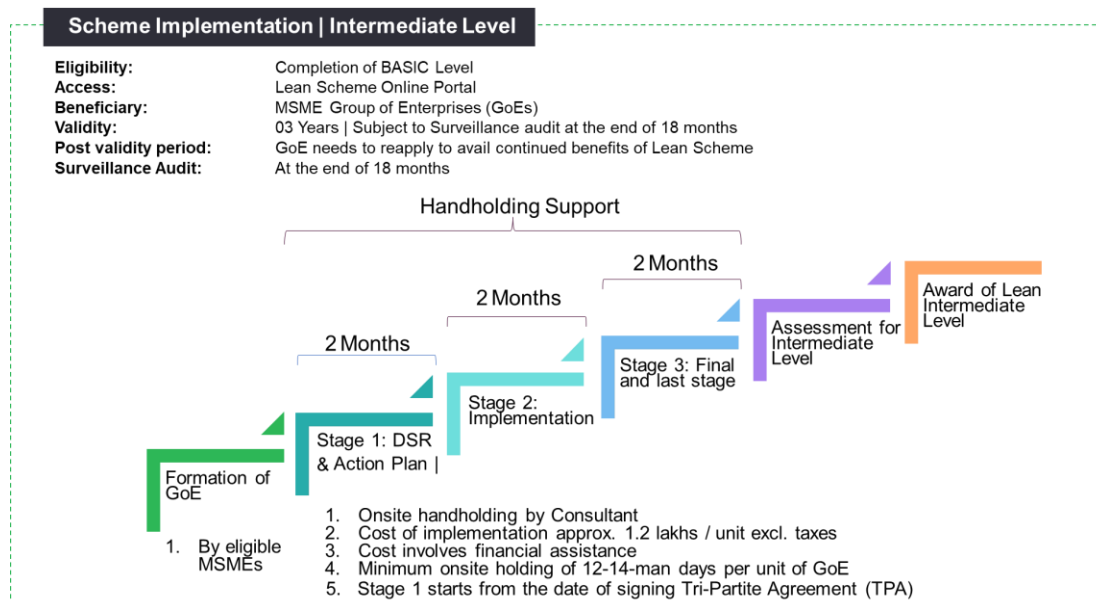 Scheme Implementation | Intermediate Level
Eligibility: Completion of BASIC Level
Access: Lean Scheme Online Portal
Beneficiary: MSME Group of Enterprises (GoEs)
Validity: 03 Years | Subject to Surveillance audit at the end of 18 months
Post validity period: GoE needs to reapply to avail continued benefits of Lean Scheme
Surveillance Audit: At the end of 18 months
Handholding Support
2 Months
2 Months
2 Months
Formation of
GoE
Stage 1: DSR
& Action Plan |
Stage 2:
Implementation
Stage 3: Final
and last stage
Assessment for
Intermediate
Level
Award of Lean
Intermediate
Level
1. By eligible
MSMEs
1. Onsite handholding by Consultant
2. Cost of implementation approx. 1.2 lakhs / unit excl. taxes
3. Cost involves financial assistance
4. Minimum onsite holding of 12-14-man days per unit of GoE
5. Stage 1 starts from the date of signing Tri-Partite Agreement (TPA)